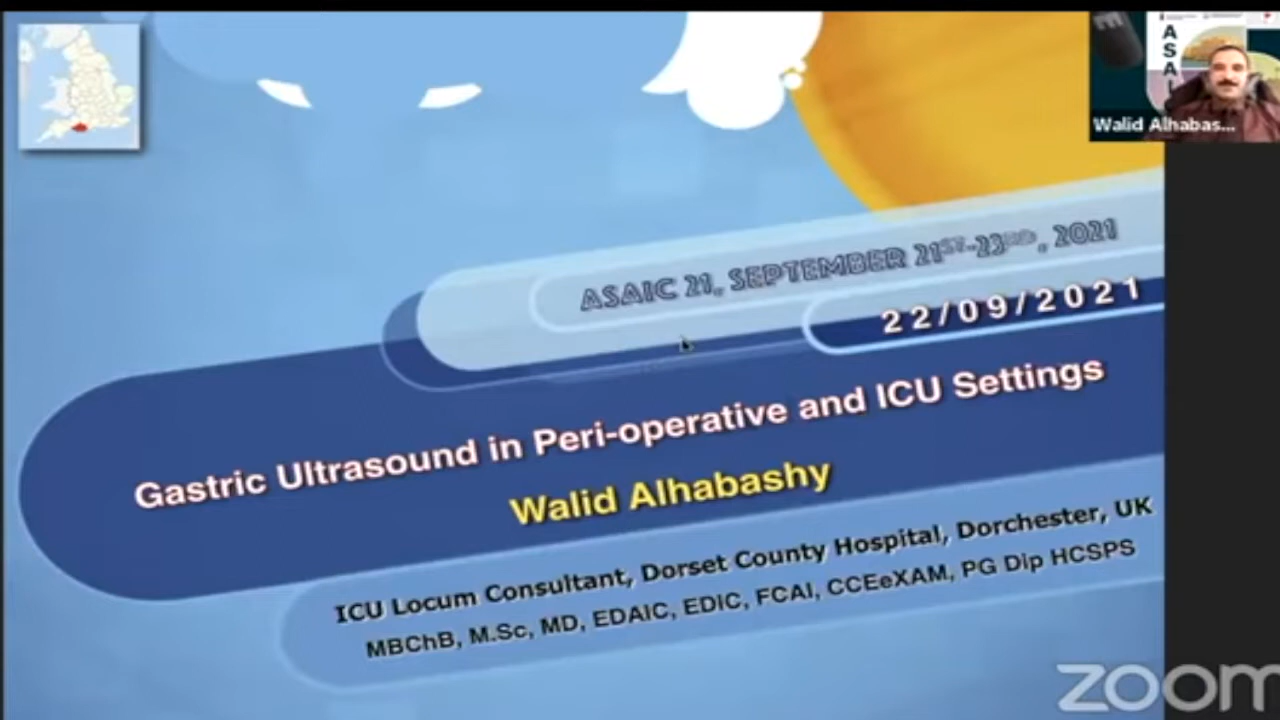 ASAI
Walid Alhabas...
ASAIC 21, SEPTEMBER 21ST-23RD, 2021
22/09/2021
Gastric Ultrasound in Peri-operative and ICU Settings
Walid Alhabashy
ICU Locum Consultant, Dorset County Hospital, Dorchester, UK
MBChB, M.Sc, MD, EDAIC, EDIC, FCAI, CCEeXAM, PG Dip HCSPS
zoom